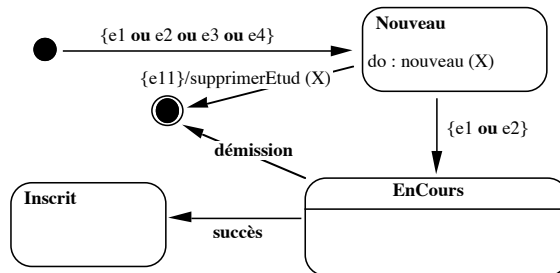 Nouveau
{e1 ou e2 ou e3 ou e4}
do : nouveau (X)
{e11}/supprimerEtud (X)
{e1 ou e2}
démission
EnCours
Inscrit
succès